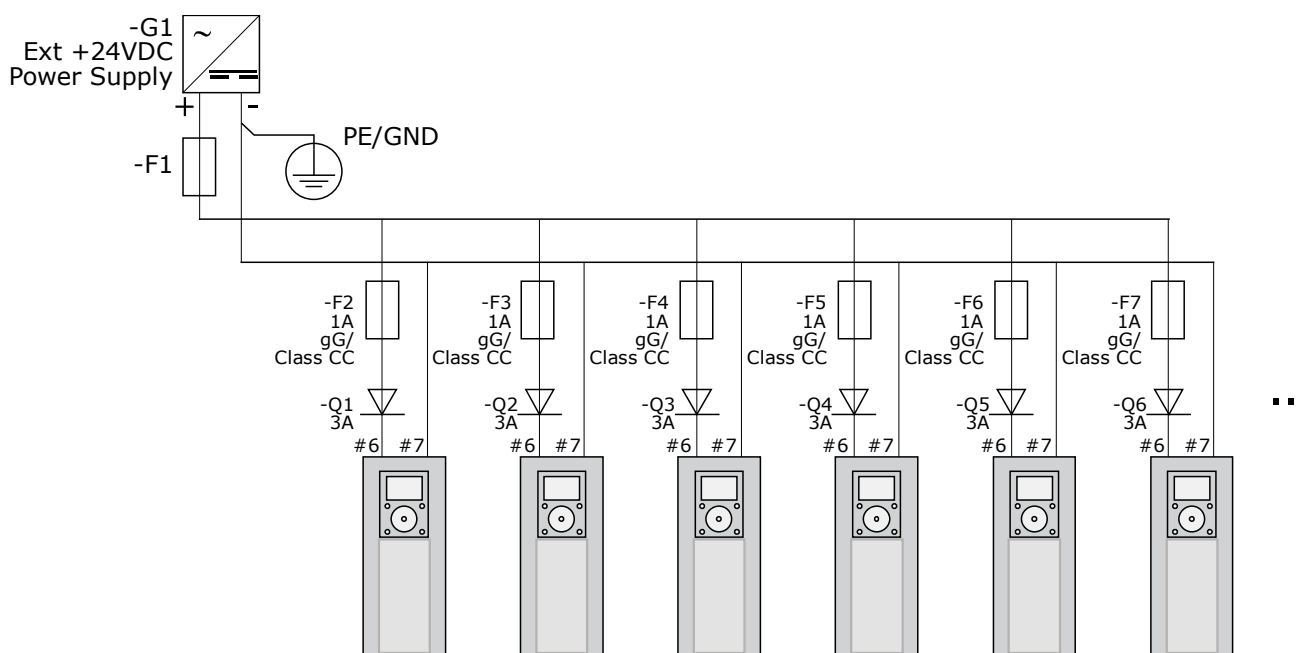 -G1
Ext +24VDC
Power Supply
+ -
PE/GND
-F1
-F2 -F3 -F4 -F5 -F6 -F7
1A 1A 1A 1A 1A 1A
gG/ gG/ gG/ gG/ gG/ gG/
Class CC Class CC Class CC Class CC Class CC Class CC
-Q1 -Q2 -Q3 -Q4 -Q5 -Q6
3A 3A 3A 3A 3A 3A
#6 #7 #6 #7 #6 #7 #6 #7 #6 #7 #6 #7